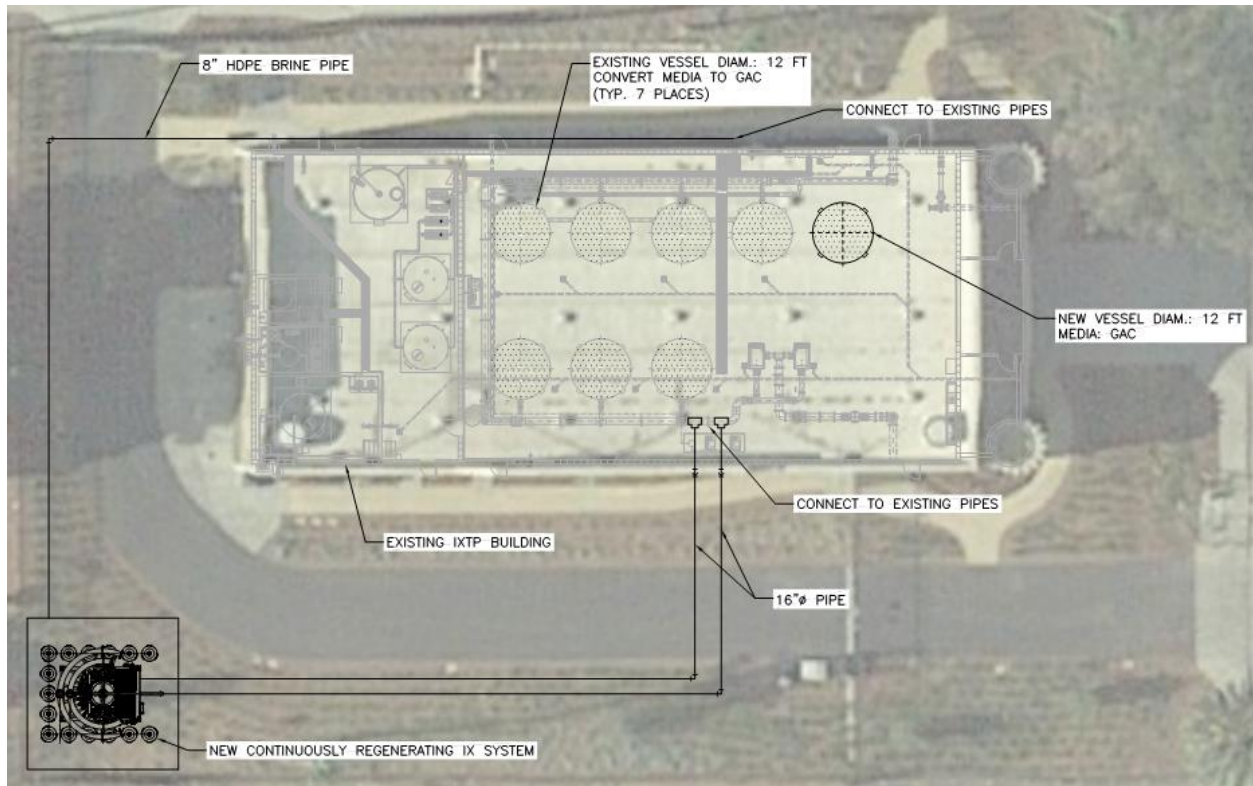 8" HDPE BRINE PIPE
EXISTING VESSEL DIAM.: 12 FT
CONVERT MEDIA TO GAC
(TYP. 7 PLACES)
CONNECT TO EXISTING PIPES
NEW VESSEL DIAM.: 12 FT
MEDIA: GAC
CONNECT TO EXISTING PIPES
EXISTING IXTP BUILDING
16"ø PIPE
NEW CONTINUOUSLY REGENERATING IX SYSTEM